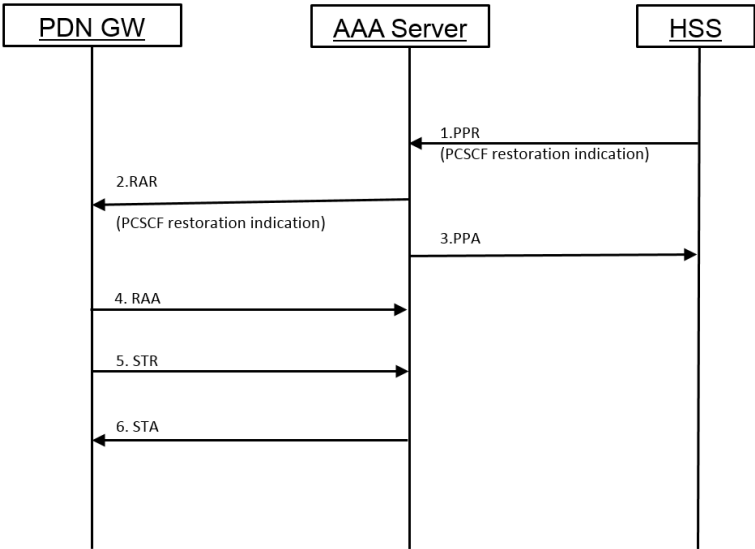 PDN GW
AAA Server
HSS
1.PPR
(PCSCF restoration indication)
2.RAR
(PCSCF restoration indication)
3.PPA
4. RAA
5. STR
6. STA